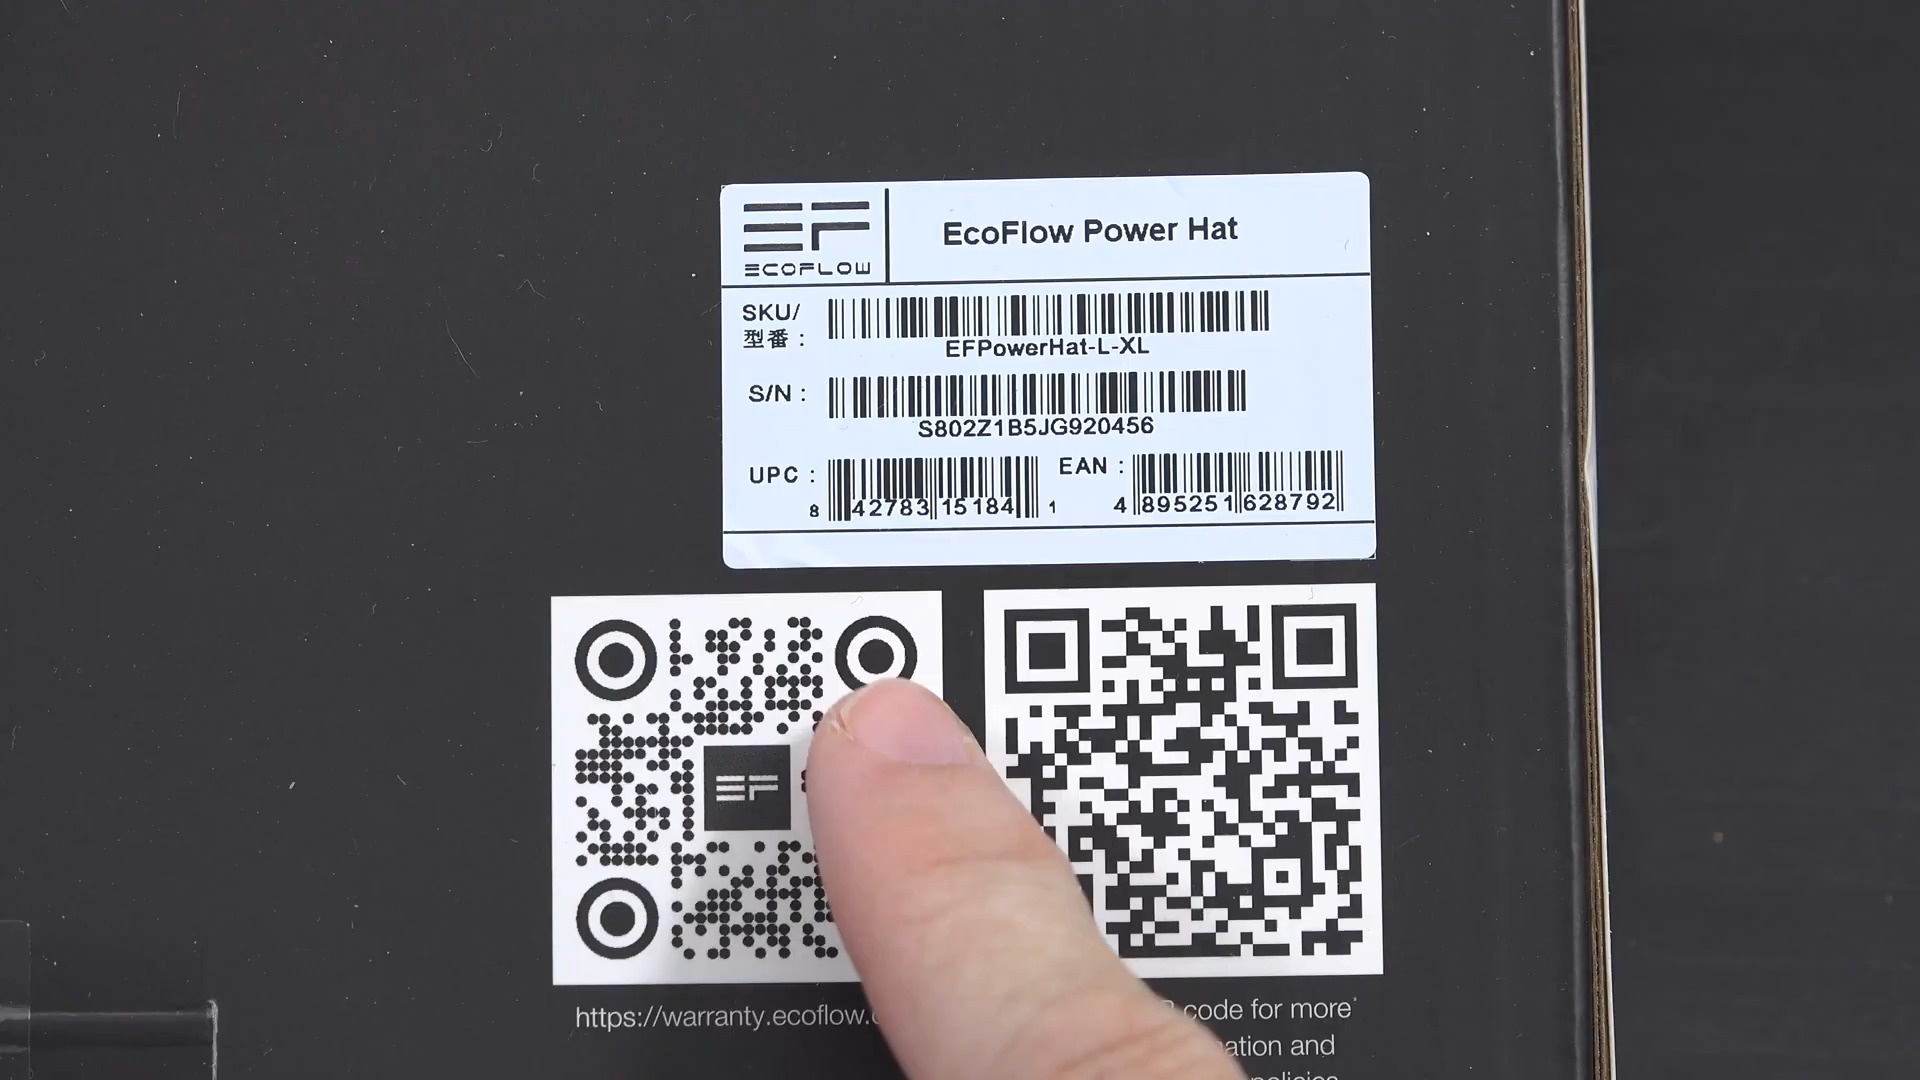 EF
ECOFLOW
EcoFlow Power Hat
SKU/
型番：
EFPowerHat-L-XL
S/N :
S802Z1B5JG920456
UPC :
8 42783 15184 1
EAN :
4 895251 628792
EF
https://warranty.ecoflow.
code for more
and
policies